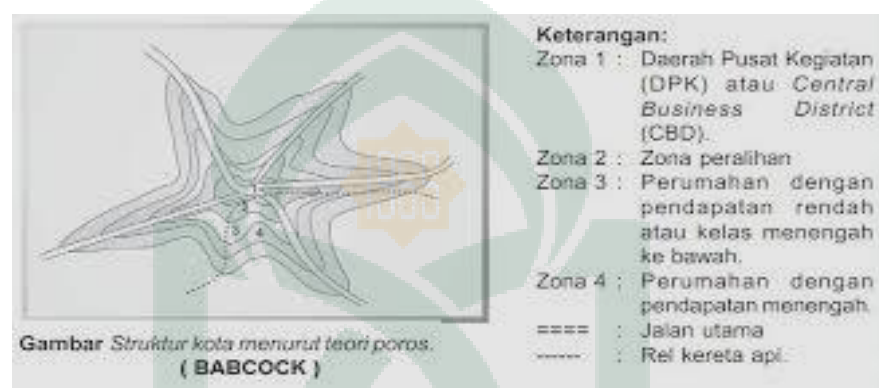 1
2
3
4
Gambar Struktur kota menurut teori poros.
( BABCOCK )
Keterangan:
Zona 1 : Daerah Pusat Kegiatan
(DPK) atau Central
Business District
(CBD).
Zona 2 : Zona peralihan
Zona 3 : Perumahan dengan
pendapatan rendah
atau kelas menengah
ke bawah.
Zona 4 : Perumahan dengan
pendapatan menengah.
==== : Jalan utama
------ : Rel kereta api.